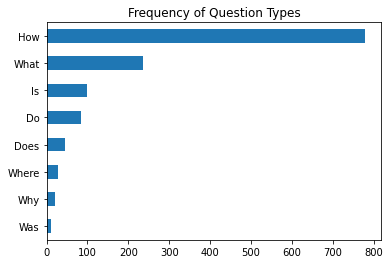 Frequency of Question Types
How
What
Is
Do
Does
Where
Why
Was
0 100 200 300 400 500 600 700 800